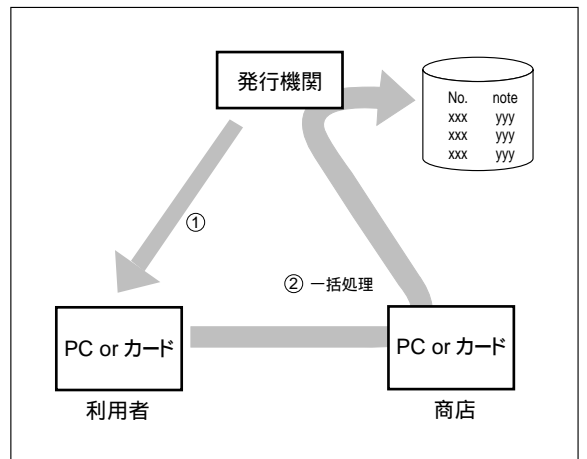 発行機関
No. note
xxx yyy
xxx yyy
xxx yyy
①
② 一括処理
PC or カード
PC or カード
利用者
商店